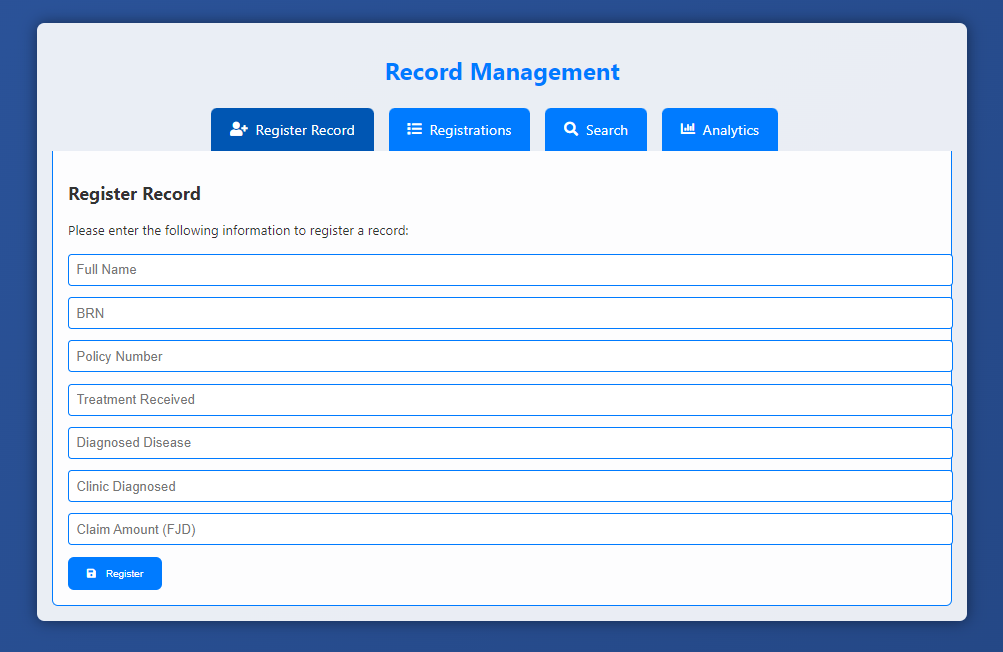 Record Management
Register Record
Registrations
Search
Analytics
Register Record
Please enter the following information to register a record:
Full Name
BRN
Policy Number
Treatment Received
Diagnosed Disease
Clinic Diagnosed
Claim Amount (FJD)
Register